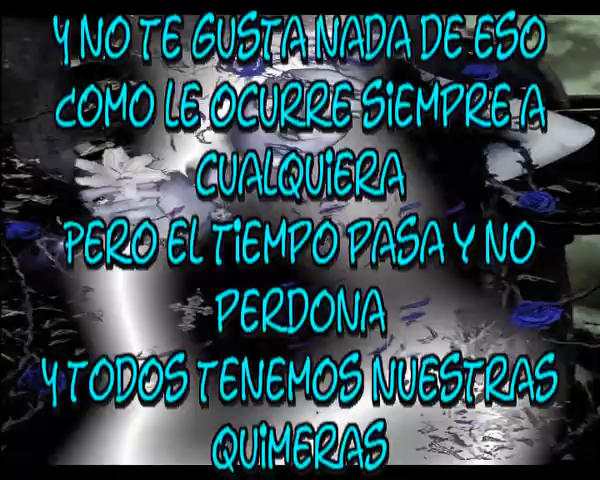 Y NO TE GUSTA NADA DE ESO
COMO LE OCURRE SIEMPRE A
CUALQUIERA
PERO EL TIEMPO PASA Y NO
PERDONA
Y TODOS TENEMOS NUESTRAS
QUIMERAS